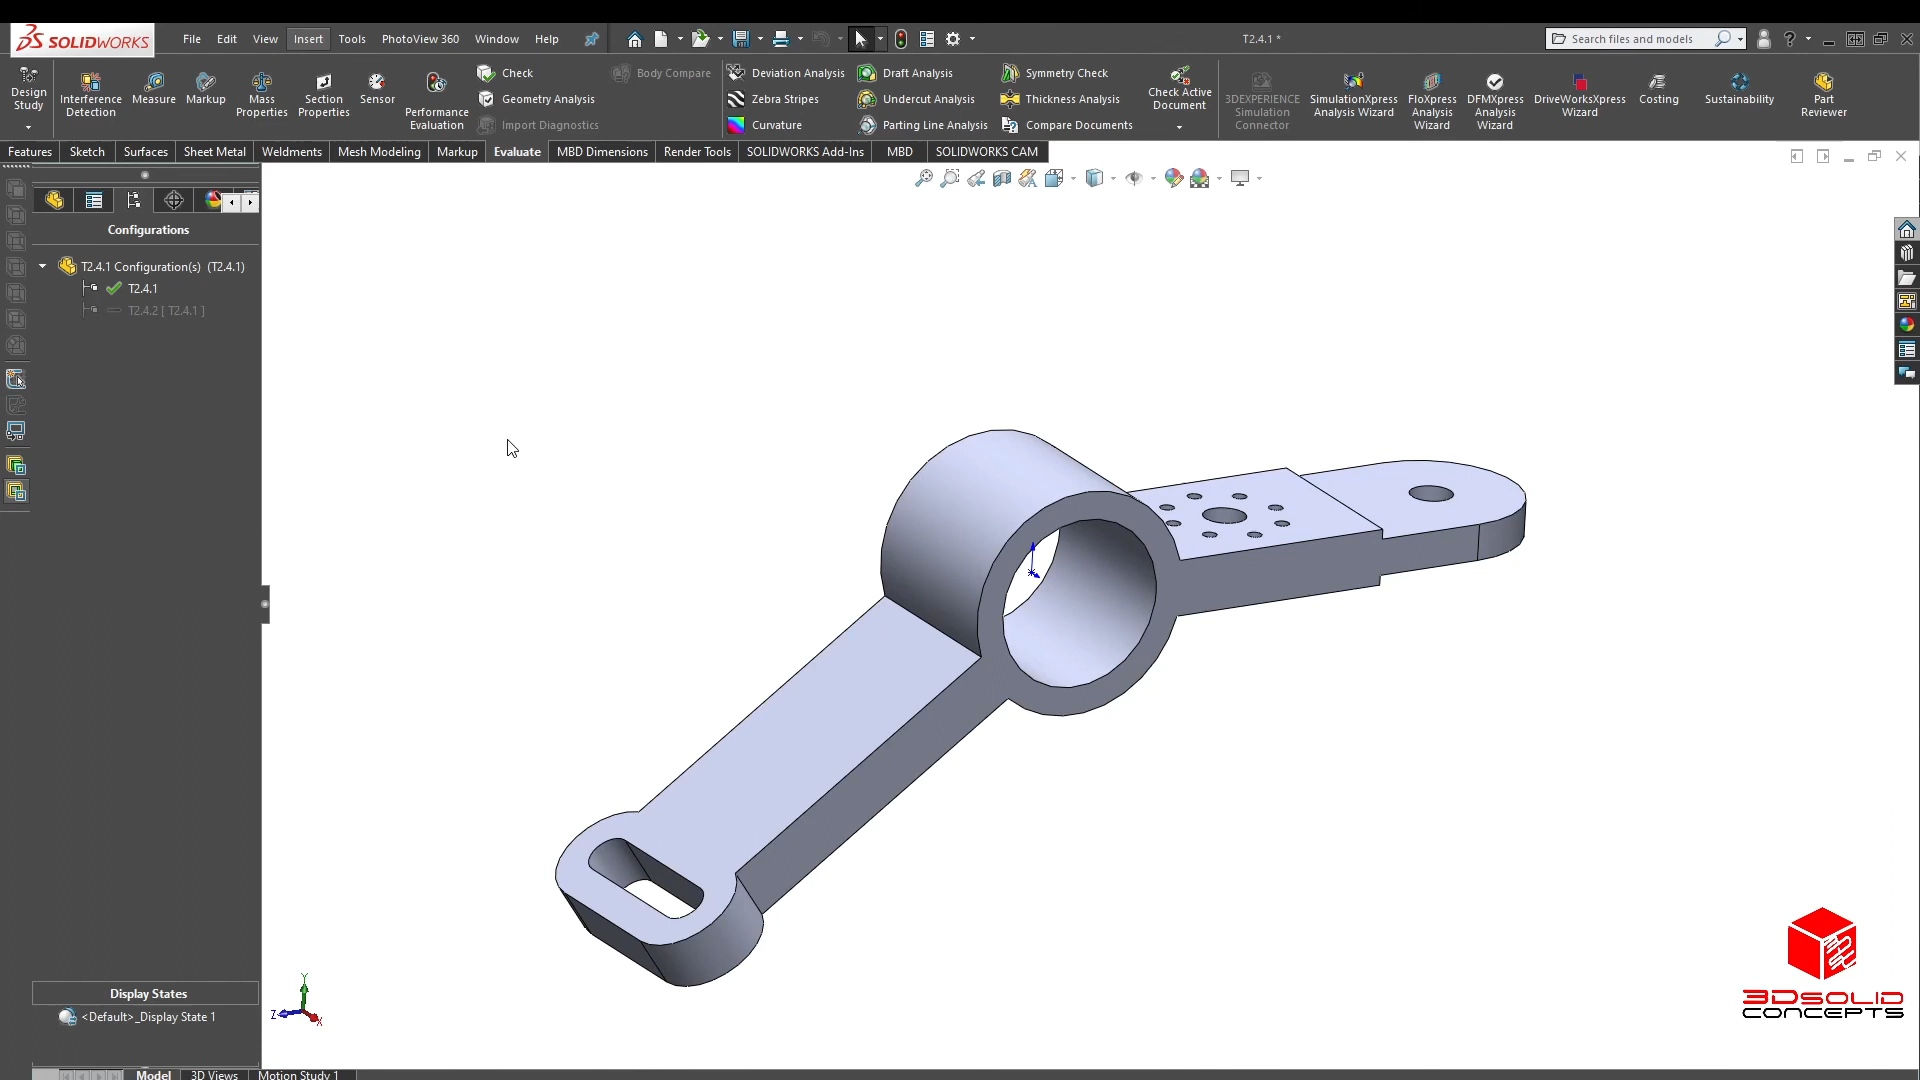 SOLIDWORKS File Edit View Insert Tools PhotoView 360 Window Help T2.4.1 * Search files and models
Design Study
Interference Detection
Measure
Markup
Mass Properties
Section Properties
Sensor
Performance Evaluation
Check
Geometry Analysis
Import Diagnostics
Body Compare
Deviation Analysis
Zebra Stripes
Curvature
Draft Analysis
Undercut Analysis
Parting Line Analysis
Symmetry Check
Thickness Analysis
Compare Documents
Check Active Document
3DEXPERIENCE Simulation Connector
SimulationXpress Analysis Wizard
FloXpress Analysis Wizard
DFMXpress Analysis Wizard
DriveWorksXpress Wizard
Costing
Sustainability
Part Reviewer
Features Sketch Surfaces Sheet Metal Weldments Mesh Modeling Markup Evaluate MBD Dimensions Render Tools SOLIDWORKS Add-Ins MBD SOLIDWORKS CAM
Configurations
T2.4.1 Configuration(s) (T2.4.1)
T2.4.1
T2.4.2 [ T2.4.1 ]
Display States
<Default>_Display State 1
Y
Z
X
3DSOLID
CONCEPTS
Model 3D Views Motion Study 1